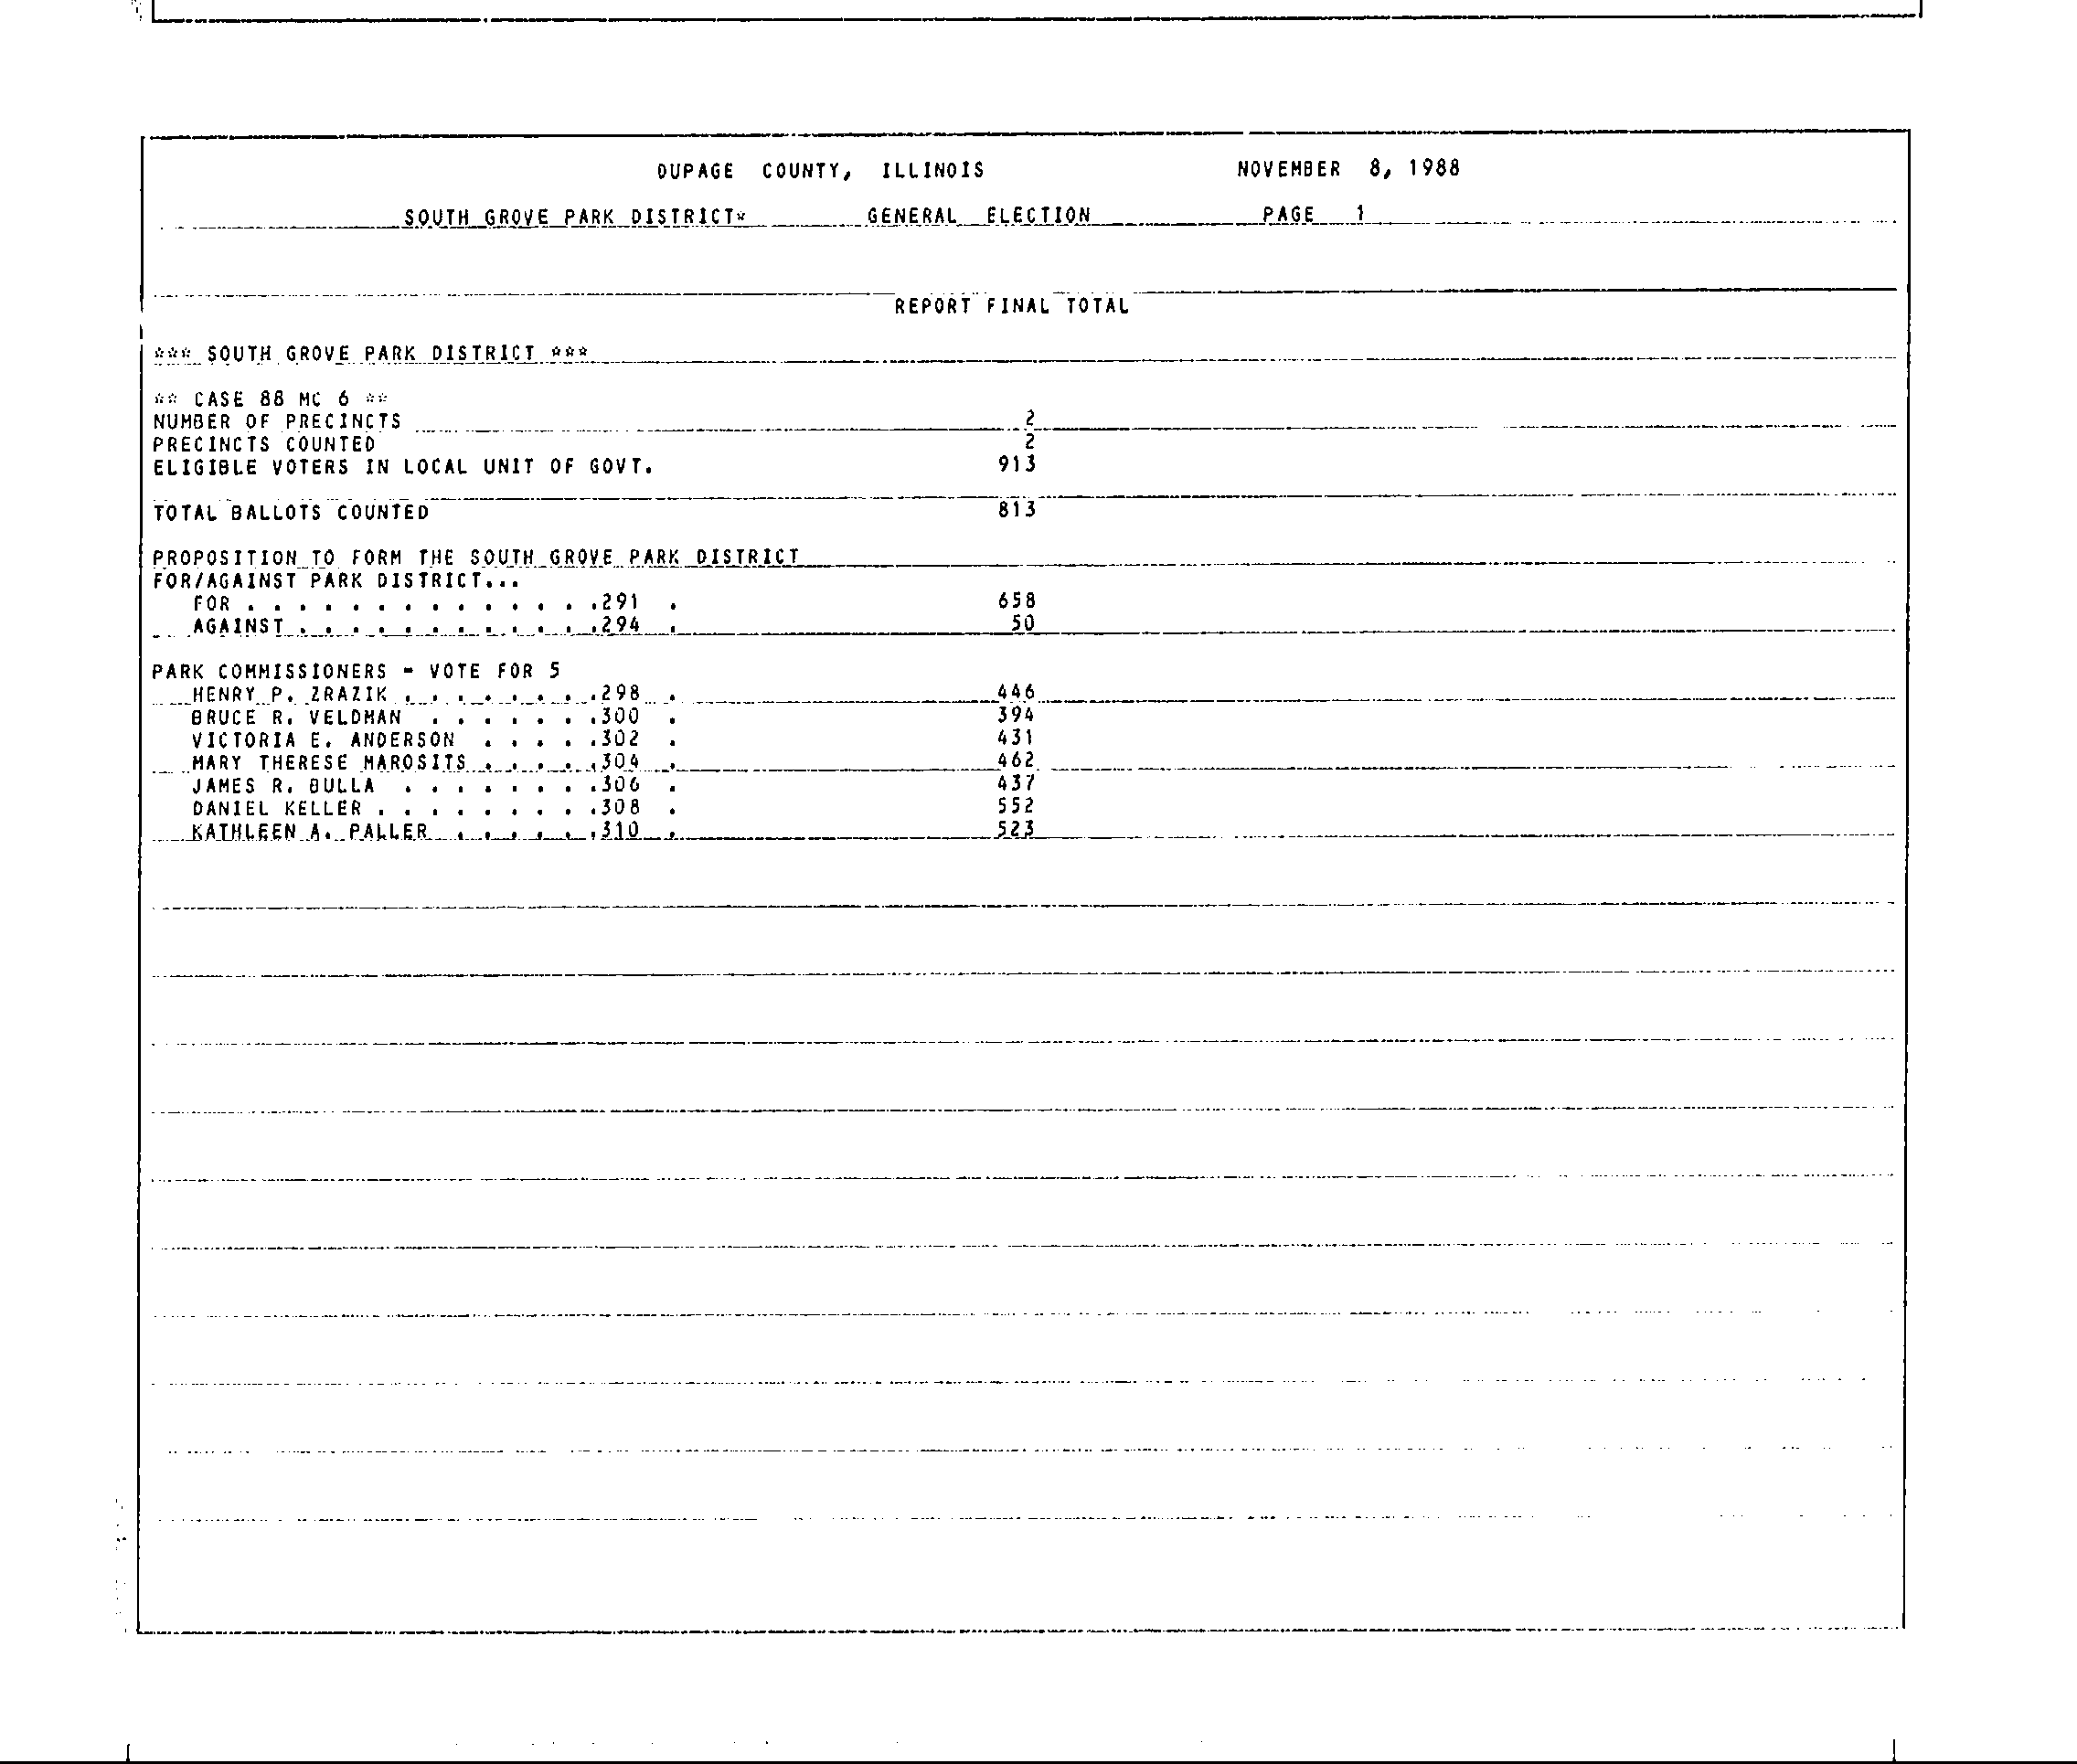 DUPAGE COUNTY, ILLINOIS NOVEMBER 8, 1988
SOUTH GROVE PARK DISTRICT* GENERAL ELECTION PAGE 1
REPORT FINAL TOTAL
*** SOUTH GROVE PARK DISTRICT ***
** CASE 88 MC 6 **
NUMBER OF PRECINCTS 2
PRECINCTS COUNTED 2
ELIGIBLE VOTERS IN LOCAL UNIT OF GOVT. 913
TOTAL BALLOTS COUNTED 813
PROPOSITION TO FORM THE SOUTH GROVE PARK DISTRICT
FOR/AGAINST PARK DISTRICT...
FOR . . . . . . . . . . . . . .291 . 658
AGAINST . . . . . . . . . . . .294 . 50
PARK COMMISSIONERS - VOTE FOR 5
HENRY P. ZRAZIK . . . . . . . .298 . 446
BRUCE R. VELDMAN . . . . . . .300 . 394
VICTORIA E. ANDERSON . . . . .302 . 431
MARY THERESE MAROSITS . . . . .304 . 462
JAMES R. BULLA . . . . . . . .306 . 437
DANIEL KELLER . . . . . . . . .308 . 552
KATHLEEN A. PALLER . . . . . .310 . 523